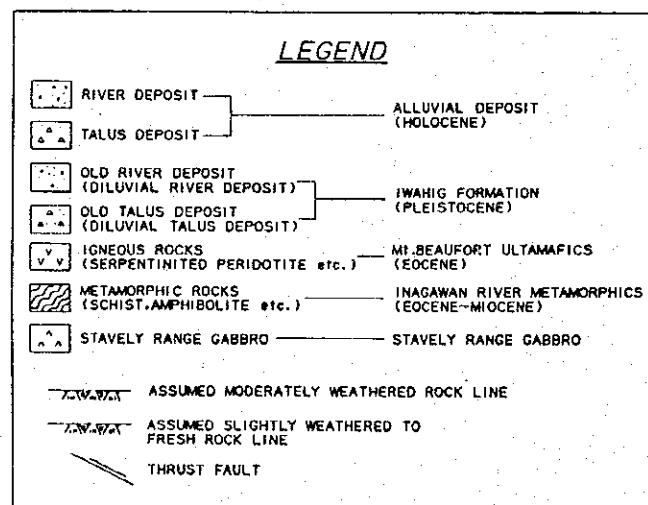 LEGEND
RIVER DEPOSIT
TALUS DEPOSIT
ALLUVIAL DEPOSIT
(HOLOCENE)
OLD RIVER DEPOSIT
(DILUVIAL RIVER DEPOSIT)
OLD TALUS DEPOSIT
(DILUVIAL TALUS DEPOSIT)
IWAHIG FORMATION
(PLEISTOCENE)
IGNEOUS ROCKS
(SERPENTINITED PERIDOTITE etc.)
Mt.BEAUFORT ULTAMAFICS
(EOCENE)
METAMORPHIC ROCKS
(SCHIST.AMPHIBOLITE etc.)
INAGAWAN RIVER METAMORPHICS
(EOCENE~MIOCENE)
STAVELY RANGE GABBRO
STAVELY RANGE GABBRO
ASSUMED MODERATELY WEATHERED ROCK LINE
ASSUMED SLIGHTLY WEATHERED TO
FRESH ROCK LINE
THRUST FAULT